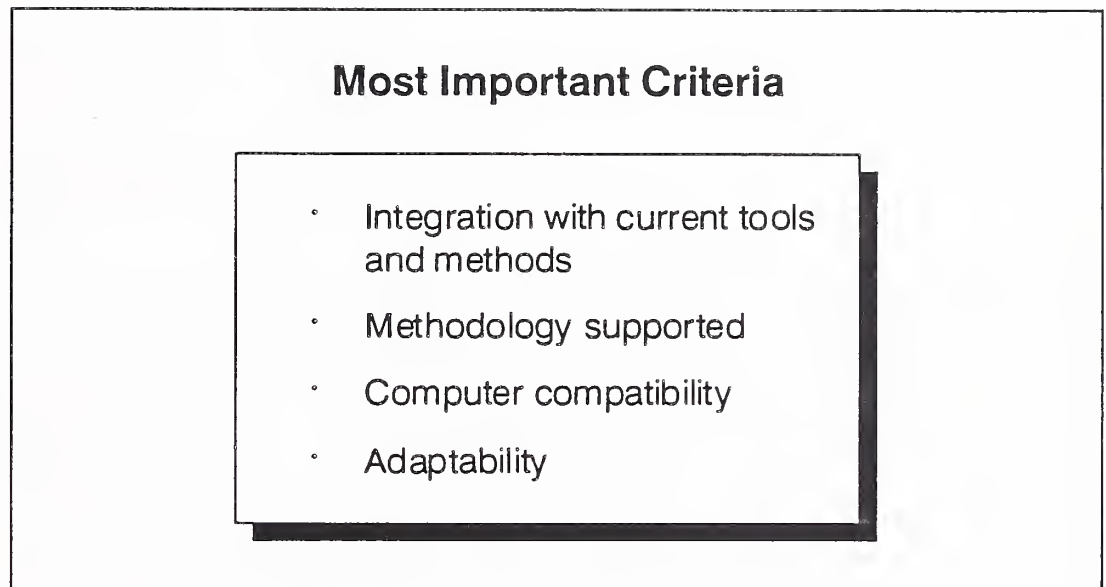 Most Important Criteria
° Integration with current tools
and methods
° Methodology supported
° Computer compatibility
° Adaptability